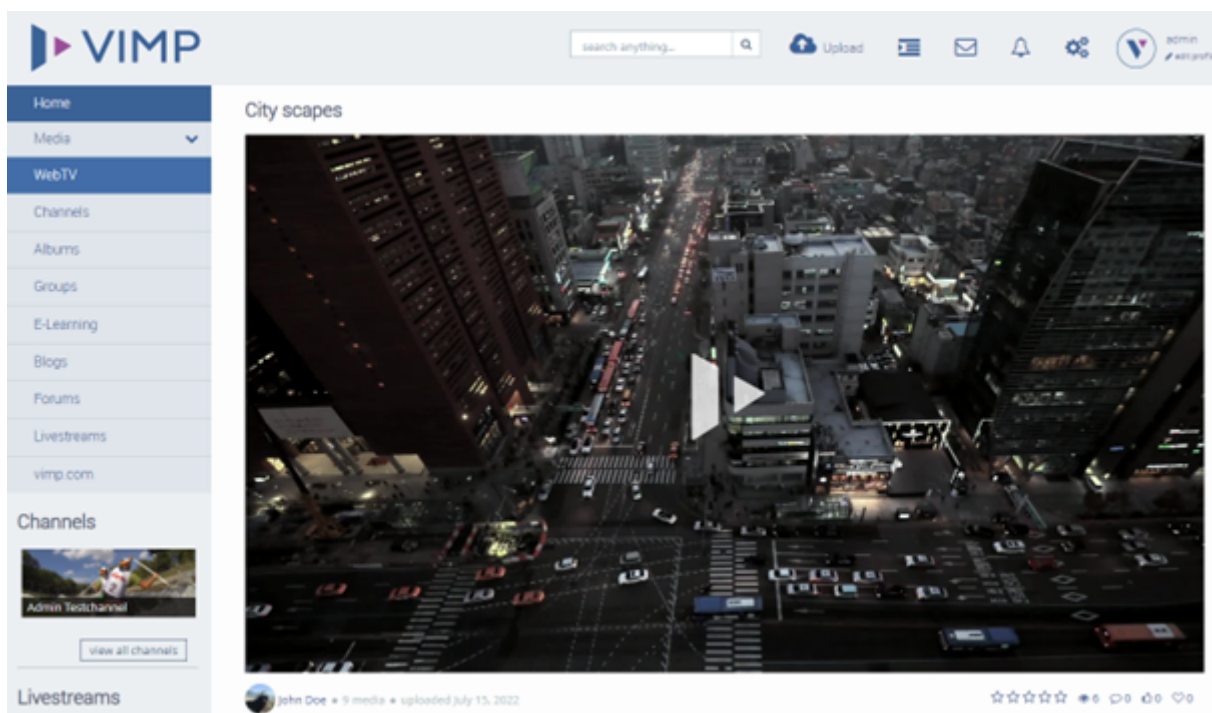 VIMP
search anything...
Upload
admin
edit profi
Home
City scapes
Media
WebTV
Channels
Albums
Groups
E-Learning
Blogs
Forums
Livestreams
vimp.com
Channels
Admin Testchannel
view all channels
Livestreams
John Doe • 9 media • uploaded July 15, 2022
6 0 0 0